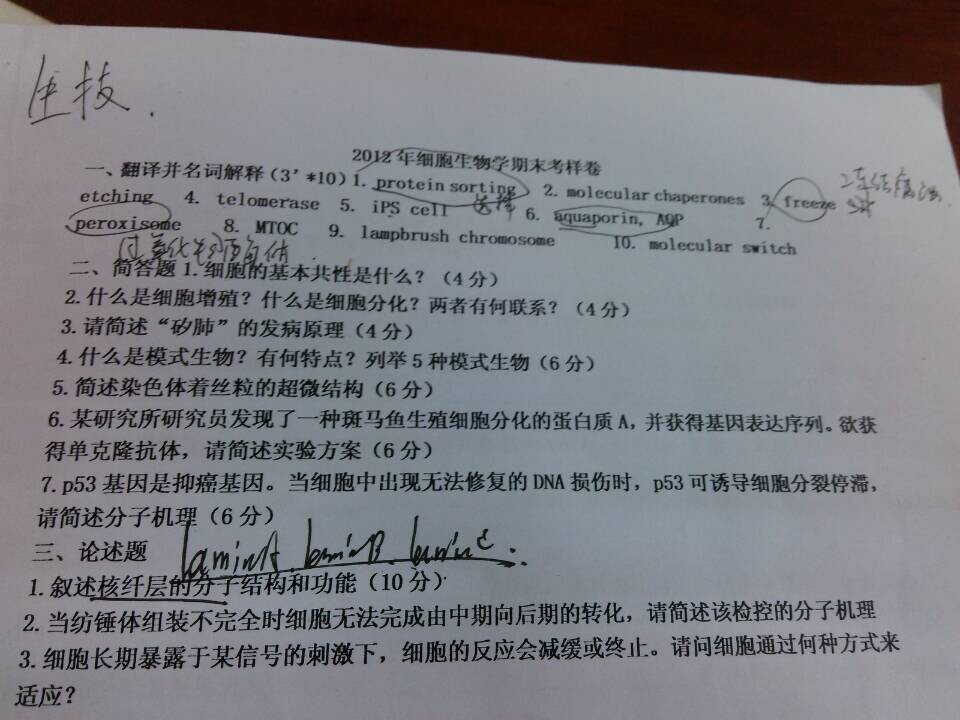 生技.
2012年细胞生物学期末考样卷
一、翻译并名词解释(3’*10) 1. protein sorting 2. molecular chaperones 3. freeze
etching 4. telomerase 5. iPS cell 6. aquaporin, AQP 7.
peroxisome 8. MTOC 9. lampbrush chromosome 10. molecular switch
过氧化物酶体.
二、简答题 1.细胞的基本共性是什么?(4分)
2.什么是细胞增殖?什么是细胞分化?两者有何联系?(4分)
3.请简述“矽肺”的发病原理(4分)
4.什么是模式生物?有何特点?列举5种模式生物(6分)
5.简述染色体着丝粒的超微结构(6分)
6.某研究所研究员发现了一种斑马鱼生殖细胞分化的蛋白质A,并获得基因表达序列。欲获
得单克隆抗体,请简述实验方案(6分)
7.p53基因是抑癌基因。当细胞中出现无法修复的DNA损伤时,p53可诱导细胞分裂停滞,
请简述分子机理(6分)
三、论述题 laminA. laminB laminC.
1.叙述核纤层的分子结构和功能(10分)
2.当纺锤体组装不完全时细胞无法完成由中期向后期的转化,请简述该检控的分子机理
3.细胞长期暴露于某信号的刺激下,细胞的反应会减缓或终止。请问细胞通过何种方式来
适应?